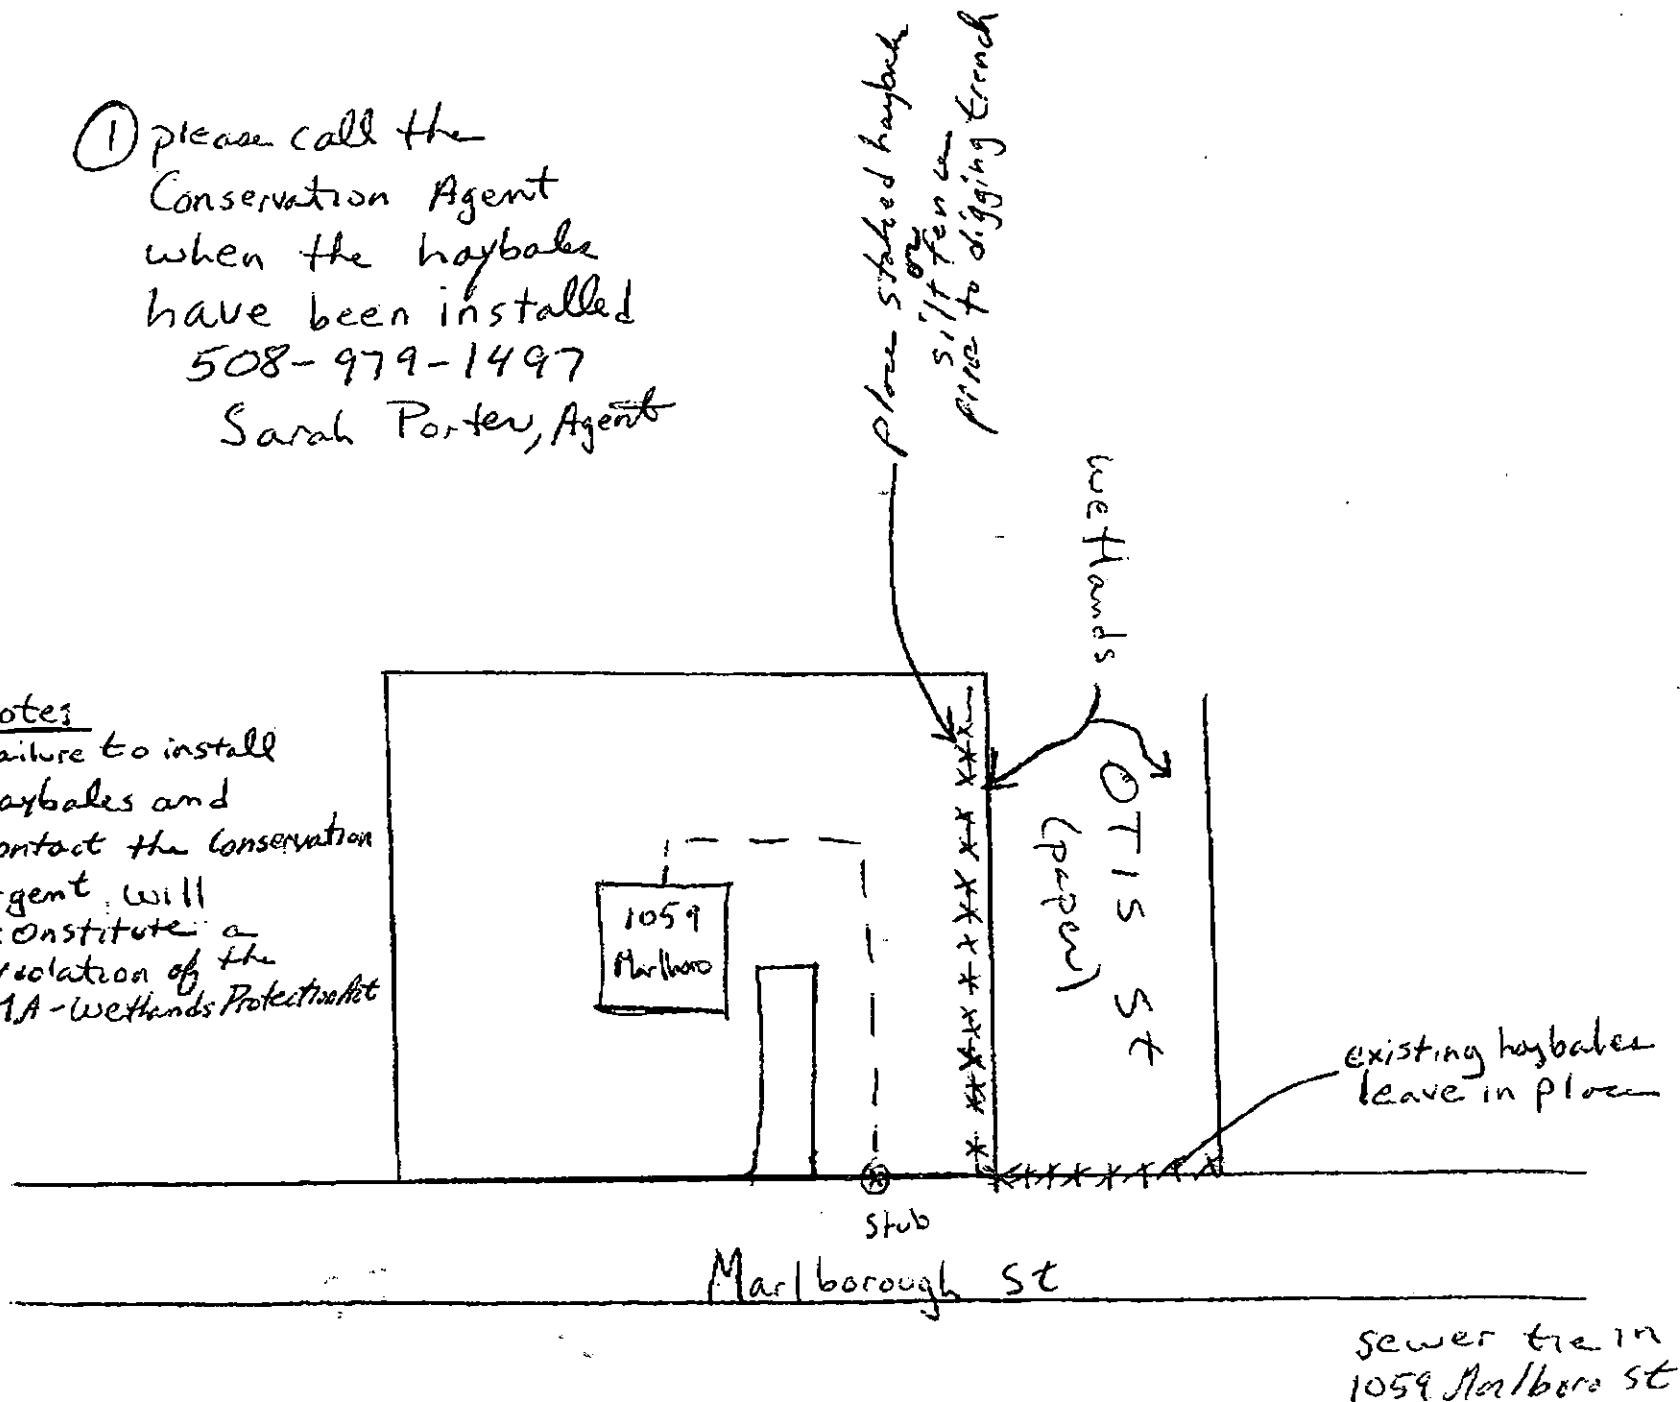 ① please call the
Conservation Agent
when the haybales
have been installed
508-979-1497
Sarah Porter, Agent
place staked haybales
or
silt fence
prior to digging trench
wetlands
otes
ailure to install
aybales and
ontact the Conservation
gent will
constitute a
violation of the
MA-Wetlands Protection Act
1059
Marlboro
OTIS St
(paper)
existing haybales
leave in place
stub
Marlborough St
sewer tie in
1059 Marlboro St